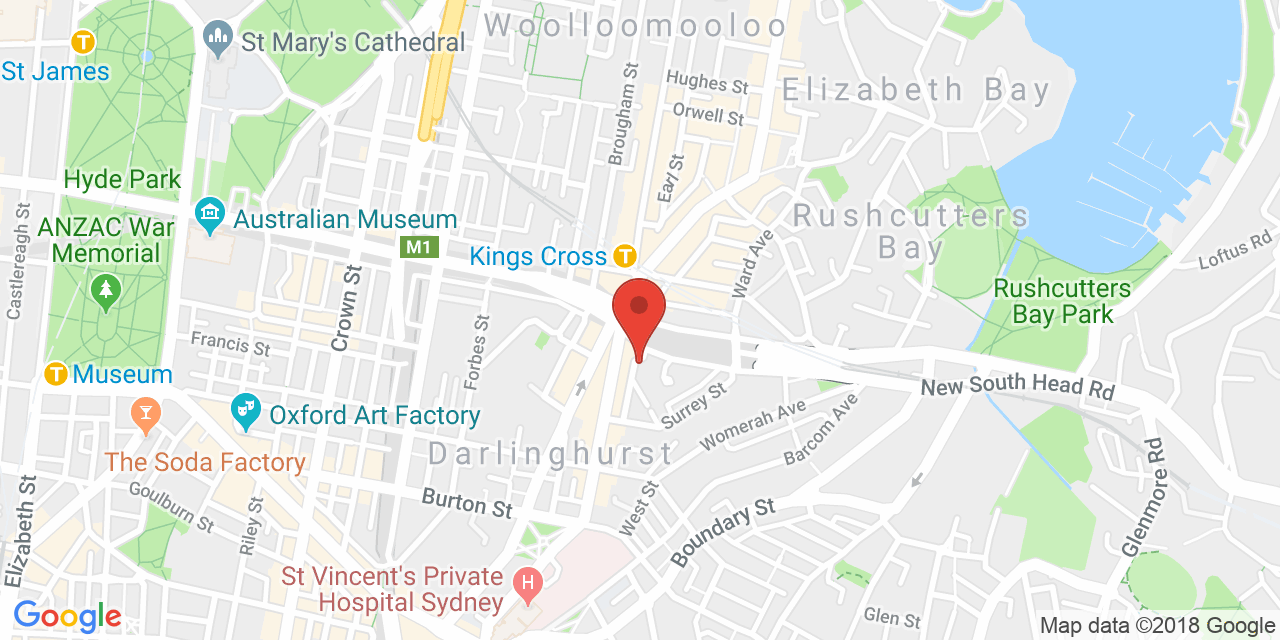 Woolloomooloo
St Mary's Cathedral
St James
Hughes St
Orwell St
Elizabeth Bay
Brougham St
Earl St
Hyde Park
Australian Museum
M1
ANZAC War
Memorial
Castlereagh St
Kings Cross
Ward Ave
Rushcutters
Bay
Loftus Rd
Rushcutters
Bay Park
Crown St
Francis St
Forbes St
Museum
New South Head Rd
Surrey St
Womerah Ave
Barcom Ave
Oxford Art Factory
Darlinghurst
The Soda Factory
Goulburn St
Riley St
Burton St
West St
Boundary St
Glenmore Rd
Elizabeth St
St Vincent's Private
Hospital Sydney
H
Glen St
Google
Map data ©2018 Google
T
T
T